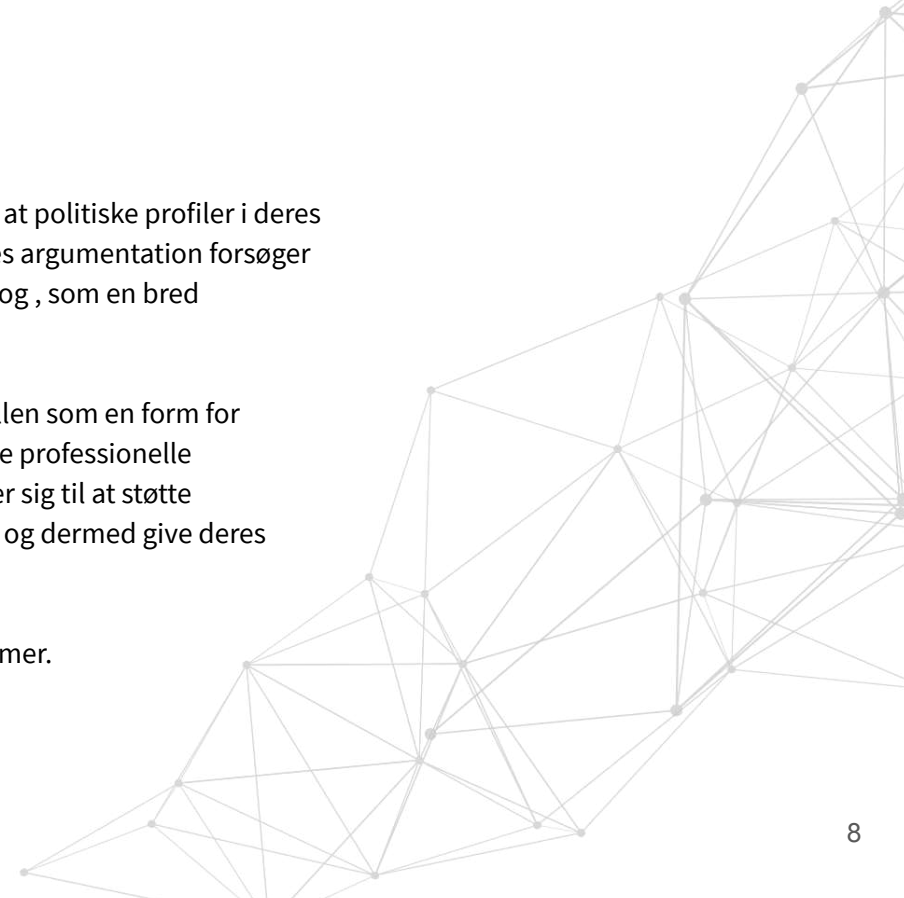 at politiske profiler i deres
es argumentation forsøger
og , som en bred
llen som en form for
e professionelle
er sig til at støtte
og dermed give deres
mer.
8